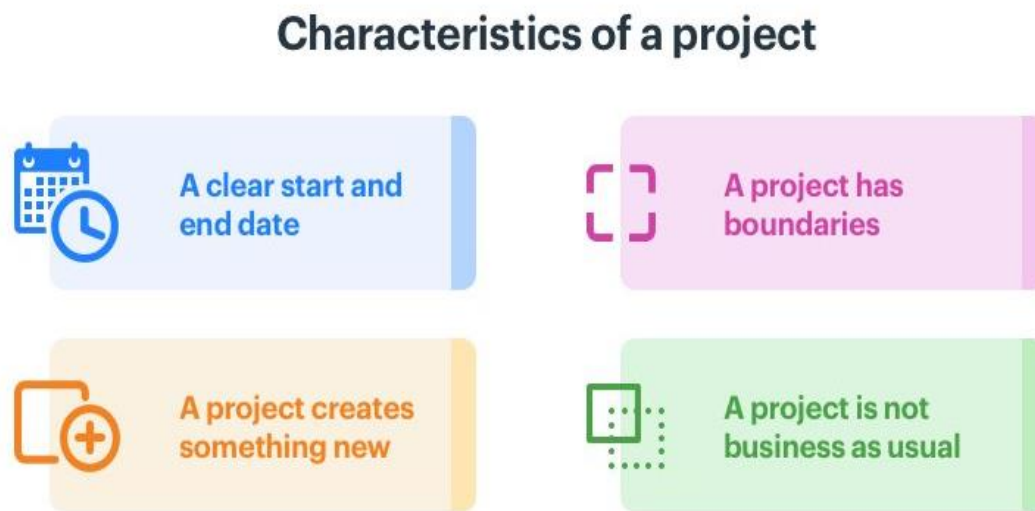 Characteristics of a project
A clear start and
end date
A project has
boundaries
A project creates
something new
A project is not
business as usual